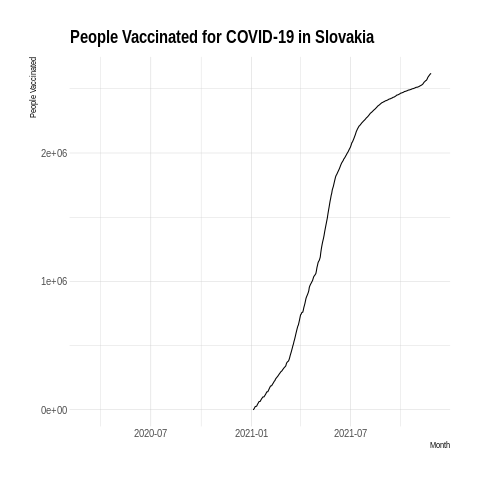 People Vaccinated for COVID-19 in Slovakia
People Vaccinated
2e+06
1e+06
0e+00
2020-07
2021-01
2021-07
Month